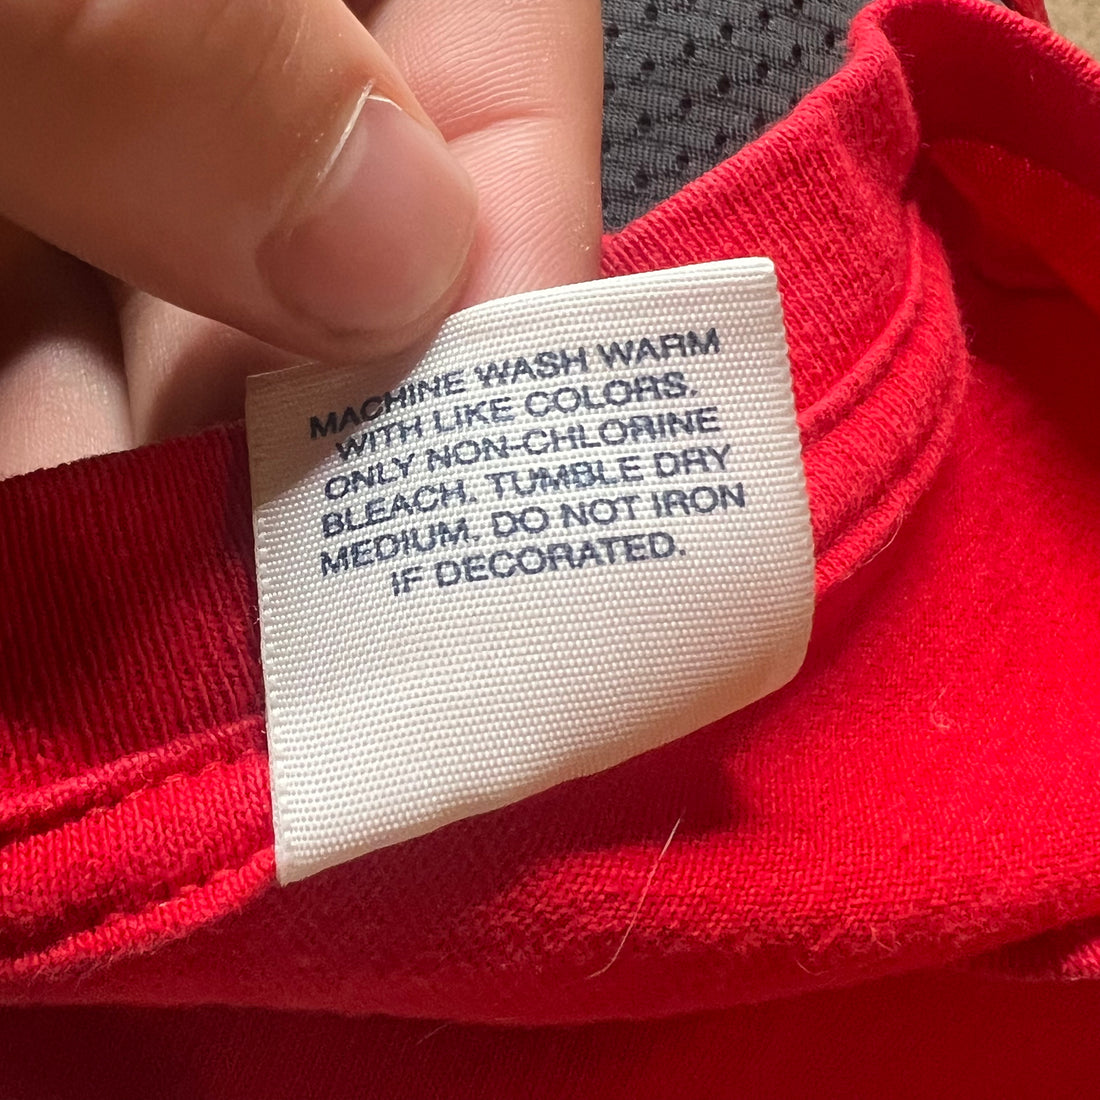 MACHINE WASH WARM
WITH LIKE COLORS.
ONLY NON-CHLORINE
BLEACH. TUMBLE DRY
MEDIUM. DO NOT IRON
IF DECORATED.